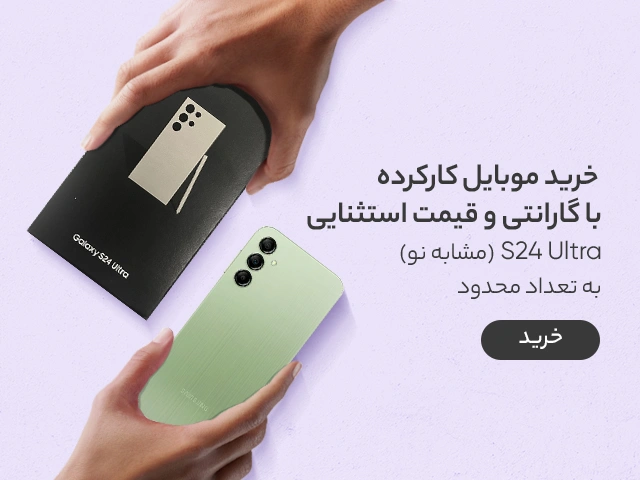 خرید موبایل کارکرده
با گارانتی و قیمت استثنایی
S24 Ultra (مشابه نو)
به تعداد محدود
خرید
Galaxy S24 Ultra